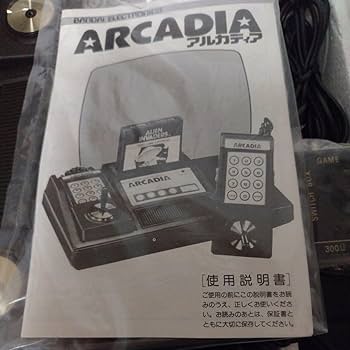 BANDAI ELECTRONICS
ARCADIA
アルカディア
ALIEN
INVADERS
ARCADIA
ARCADIA
[使用説明書]
ご使用の前にこの説明書をお読
みのうえ、正しくお使いくださ
い。お読みのあとは、保証書と
ともに大切に保存してください。
GAME
SWITCH BOX
300Ω